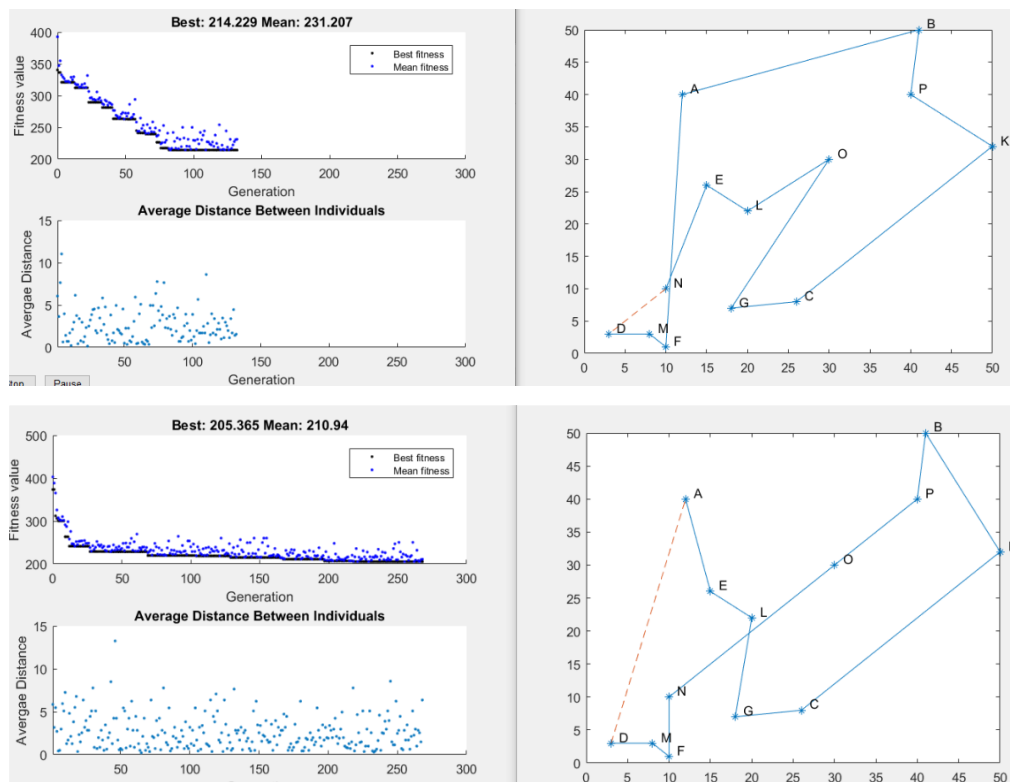 Best: 214.229 Mean: 231.207
400
350
300
250
200
Fitness value
Best fitness
Mean fitness
0 50 100 150 200 250 300
Generation
Average Distance Between Individuals
15
10
5
0
Avergae Distance
50 100 150 200 250 300
Generation
Pause
50
45
40
35
30
25
20
15
10
5
0
B
A
P
K
O
E
L
N
G
C
D
M
F
0 5 10 15 20 25 30 35 40 45 50
Best: 205.365 Mean: 210.94
500
400
300
200
Fitness value
Best fitness
Mean fitness
0 50 100 150 200 250 300
Generation
Average Distance Between Individuals
15
10
5
0
Avergae Distance
50 100 150 200 250 300
50
45
40
35
30
25
20
15
10
5
0
B
A
P
O
E
L
N
G
C
D
M
F
0 5 10 15 20 25 30 35 40 45 50